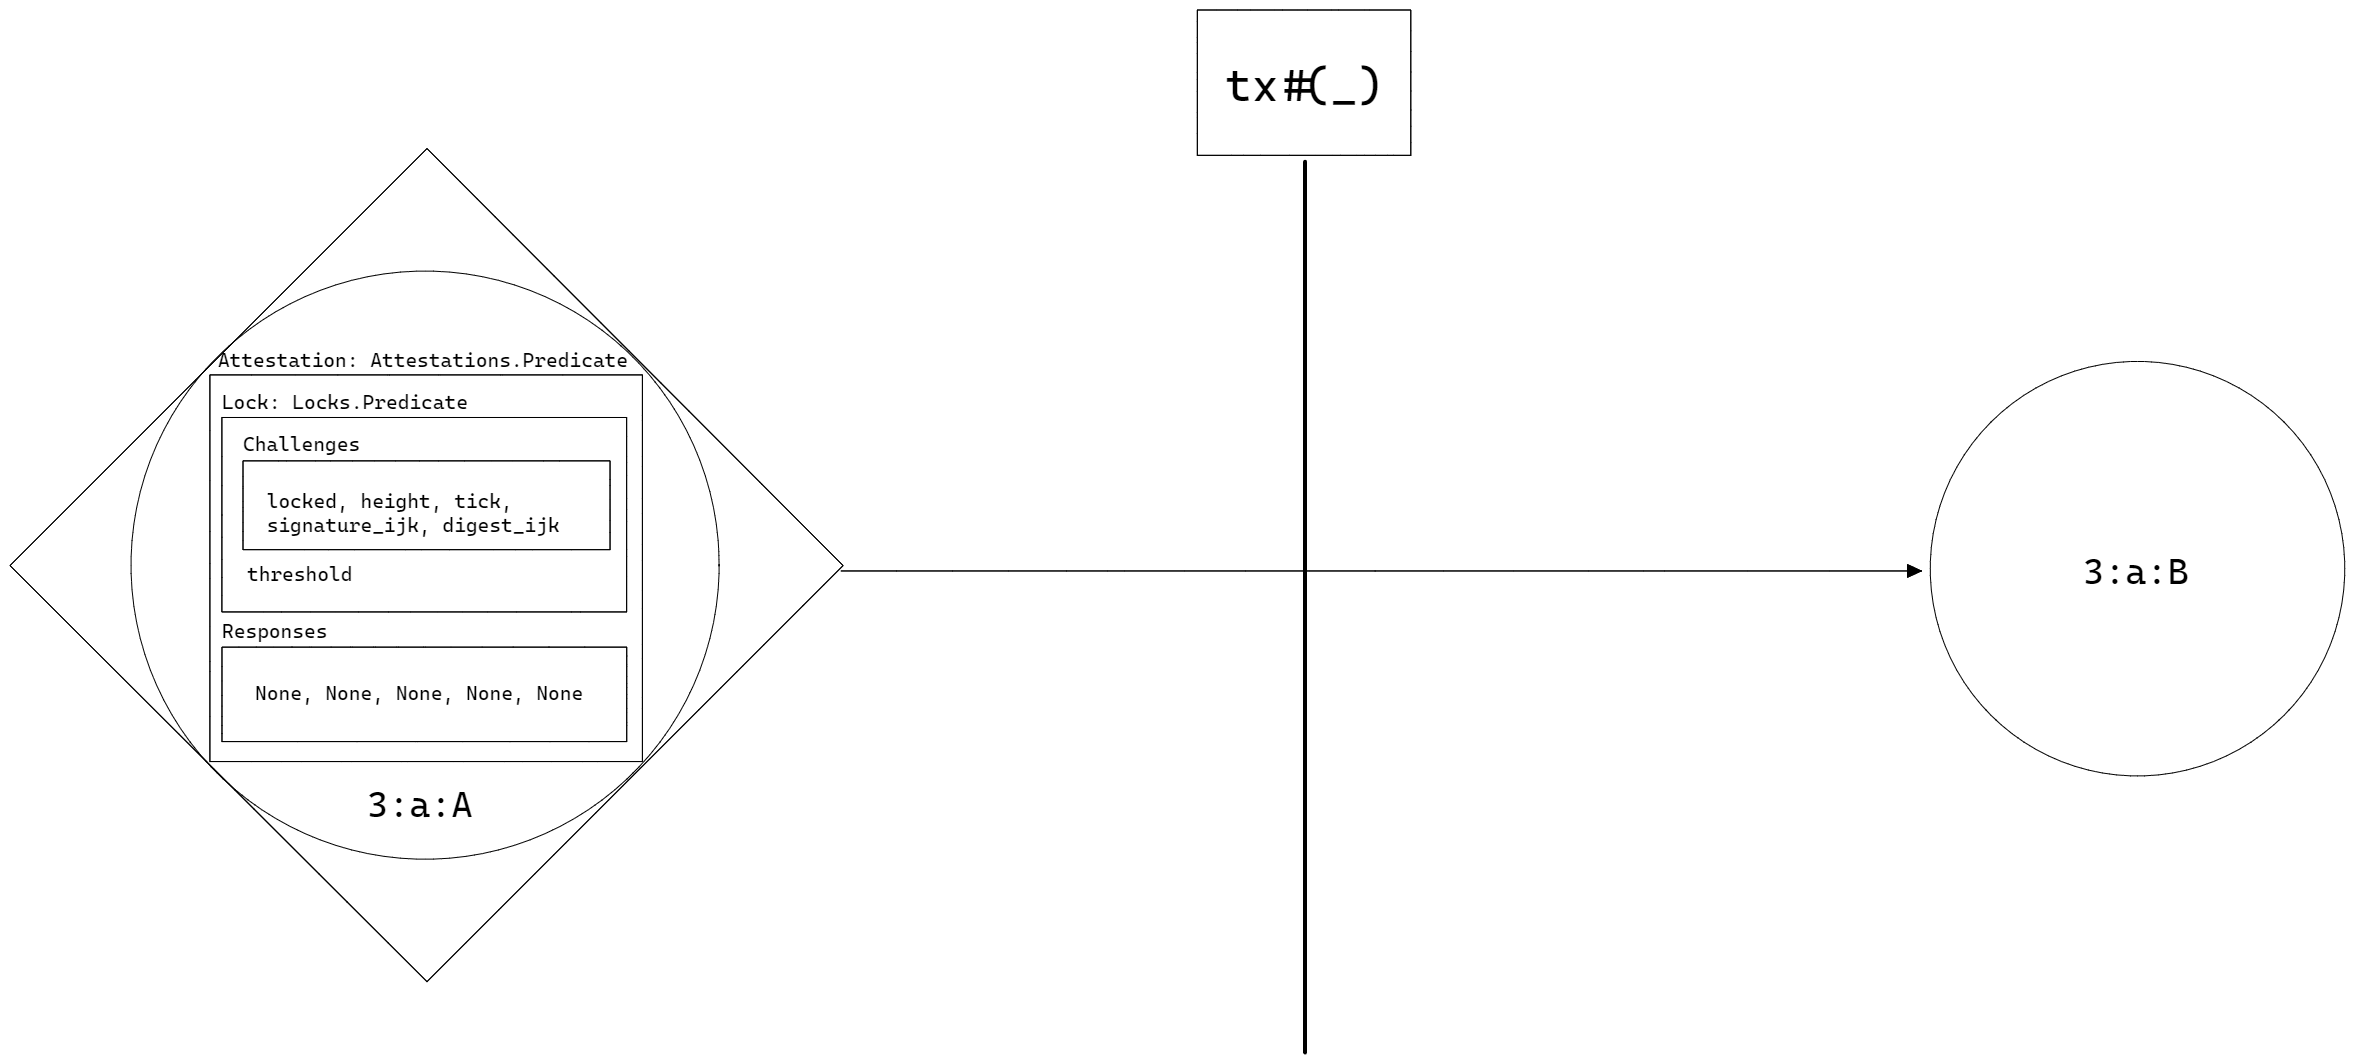 tx#(_)
Attestation: Attestations.Predicate
Lock: Locks.Predicate
Challenges
locked, height, tick,
signature_ijk, digest_ijk
threshold
Responses
None, None, None, None, None
3:a:A
3:a:B